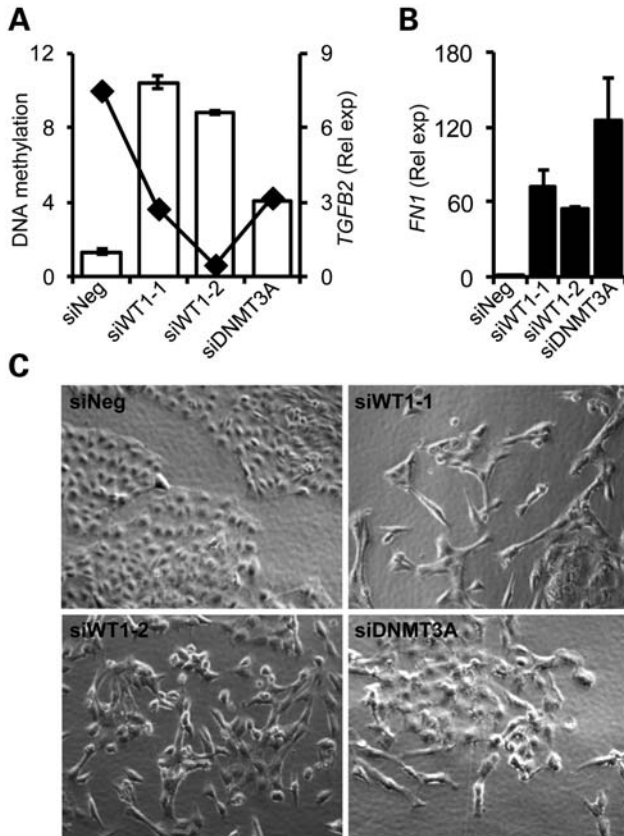 A
12
8
4
0
DNA methylation
9
6
3
0
TGFB2 (Rel exp)
siNeg
siWT1-1
siWT1-2
siDNMT3A
B
180
120
60
0
FN1 (Rel exp)
siNeg
siWT1-1
siWT1-2
siDNMT3A
C
siNeg
siWT1-1
siWT1-2
siDNMT3A